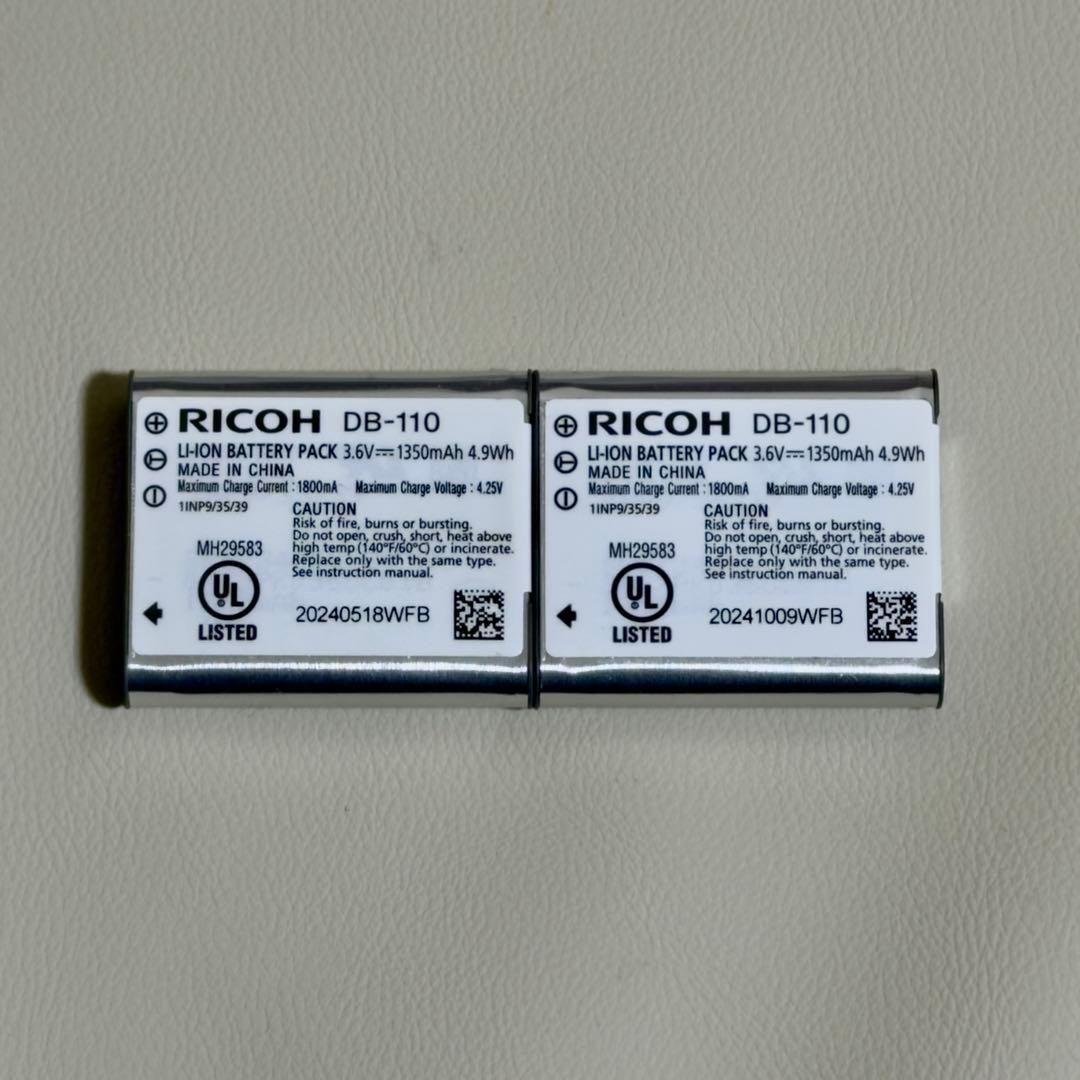 RICOH DB-110
LI-ION BATTERY PACK 3.6V⎓1350mAh 4.9Wh
MADE IN CHINA
Maximum Charge Current : 1800mA Maximum Charge Voltage : 4.25V
1INP9/35/39
CAUTION
Risk of fire, burns or bursting.
Do not open, crush, short, heat above
high temp (140°F/60°C) or incinerate.
Replace only with the same type.
See instruction manual.
MH29583
UL
LISTED
20240518WFB
RICOH DB-110
LI-ION BATTERY PACK 3.6V⎓1350mAh 4.9Wh
MADE IN CHINA
Maximum Charge Current : 1800mA Maximum Charge Voltage : 4.25V
1INP9/35/39
CAUTION
Risk of fire, burns or bursting.
Do not open, crush, short, heat above
high temp (140°F/60°C) or incinerate.
Replace only with the same type.
See instruction manual.
MH29583
UL
LISTED
20241009WFB